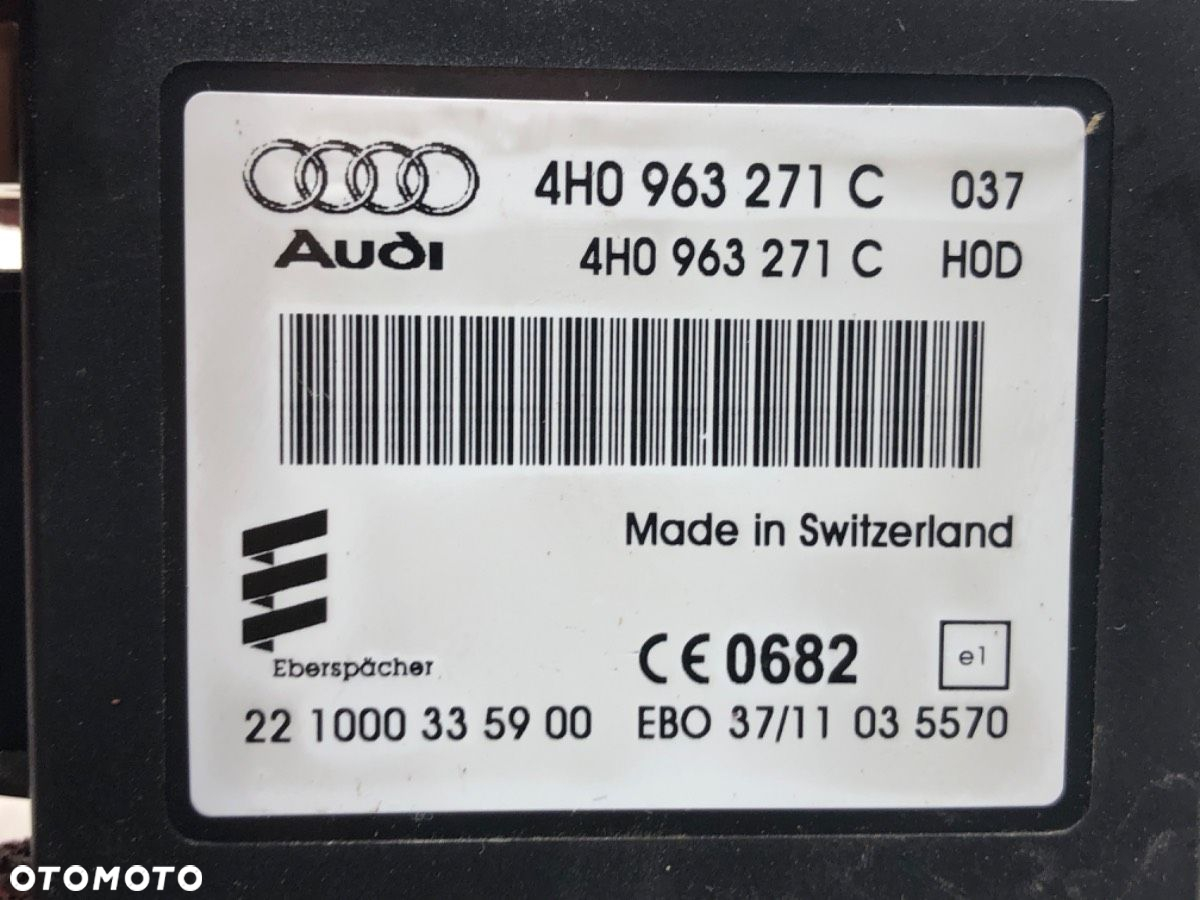 4H0 963 271 C 037
Audi 4H0 963 271 C H0D
Made in Switzerland
Eberspächer
CE 0682 e1
22 1000 33 59 00 EBO 37/11 03 5570
OTOMOTO